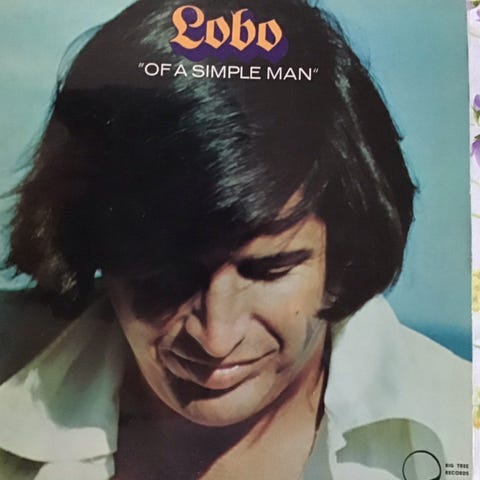 Lobo
"OF A SIMPLE MAN"
BIG TREE
RECORDS